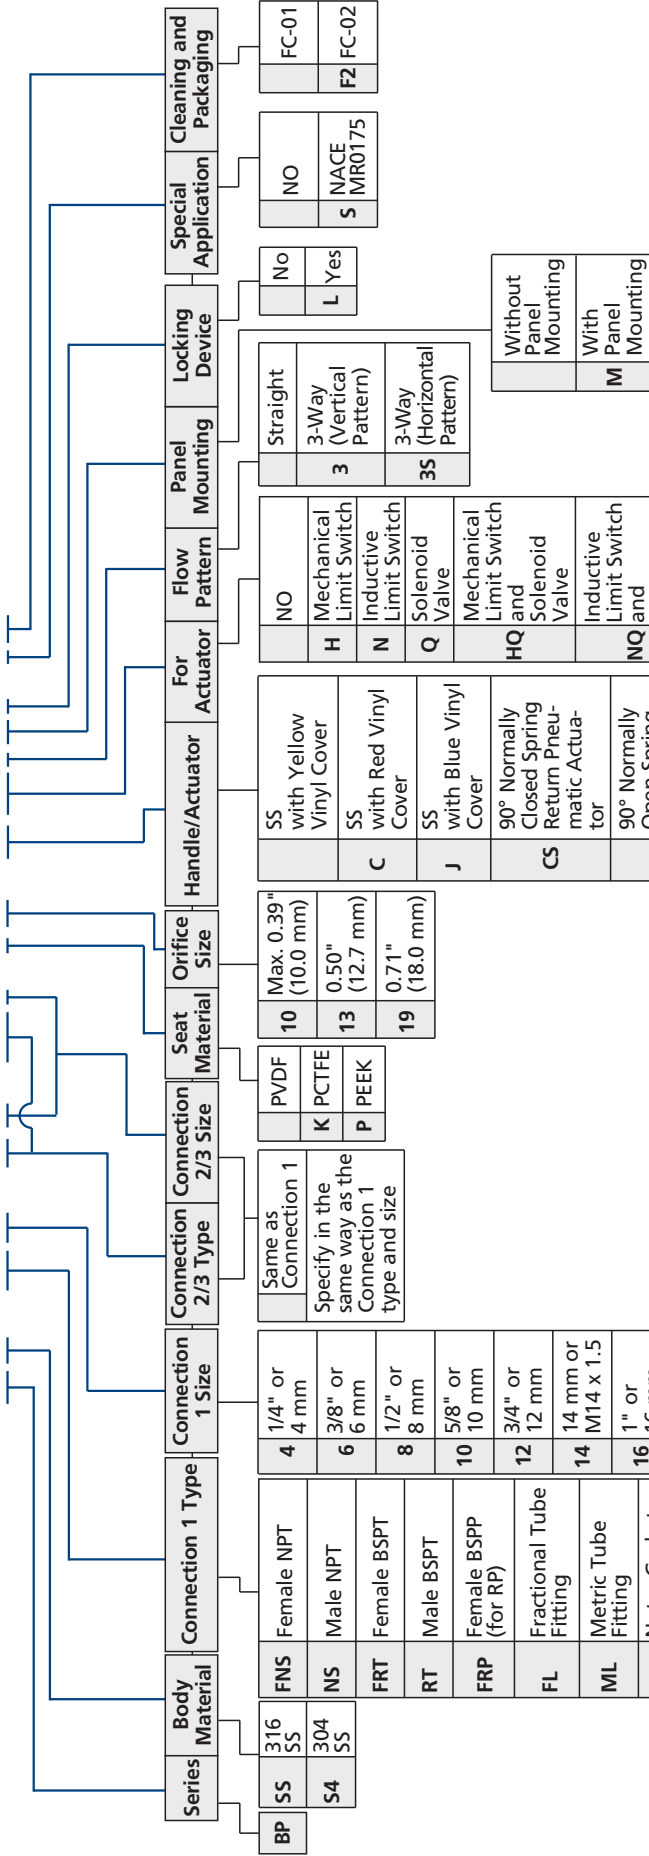 Series
Body
Material
Connection 1 Type
Connection
1 Size
Connection
2/3 Type
Connection
2/3 Size
Seat
Material
Orifice
Size
Handle/Actuator
For
Actuator
Flow
Pattern
Panel
Mounting
Locking
Device
Special
Application
Cleaning and
Packaging
BP
SS
316
SS
S4
304
SS
FNS
Female NPT
NS
Male NPT
FRT
Female BSPT
RT
Male BSPT
FRP
Female BSPP
(for RP)
FL
Fractional Tube
Fitting
ML
Metric Tube
Fitting
4
1/4" or
4 mm
6
3/8" or
6 mm
8
1/2" or
8 mm
10
5/8" or
10 mm
12
3/4" or
12 mm
14
14 mm or
M14 x 1.5
16
1" or
Same as
Connection 1
Specify in the
same way as the
Connection 1
type and size
PVDF
K
PCTFE
P
PEEK
10
Max. 0.39"
(10.0 mm)
13
0.50"
(12.7 mm)
19
0.71"
(18.0 mm)
SS
with Yellow
Vinyl Cover
C
SS
with Red Vinyl
Cover
J
SS
with Blue Vinyl
Cover
CS
90° Normally
Closed Spring
Return Pneu-
matic Actua-
tor
90° Normally
Open Spring
NO
H
Mechanical
Limit Switch
N
Inductive
Limit Switch
Q
Solenoid
Valve
HQ
Mechanical
Limit Switch
and
Solenoid
Valve
NQ
Inductive
Limit Switch
and
Straight
3
3-Way
(Vertical
Pattern)
3S
3-Way
(Horizontal
Pattern)
Without
Panel
Mounting
M
With
Panel
Mounting
No
L
Yes
NO
S
NACE
MR0175
FC-01
F2
FC-02